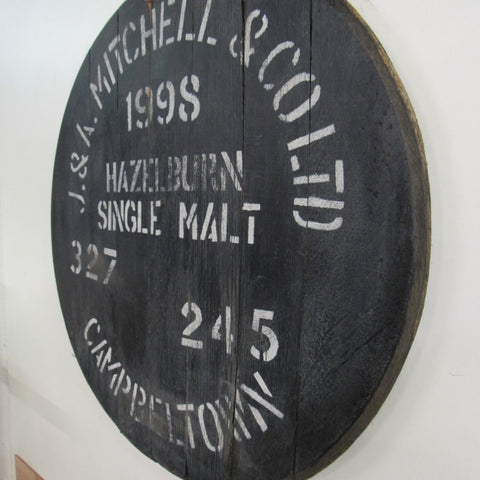 J. & A. MITCHELL & CO LTD
1998
HAZELBURN
SINGLE MALT
327
245
CAMPBELTOWN